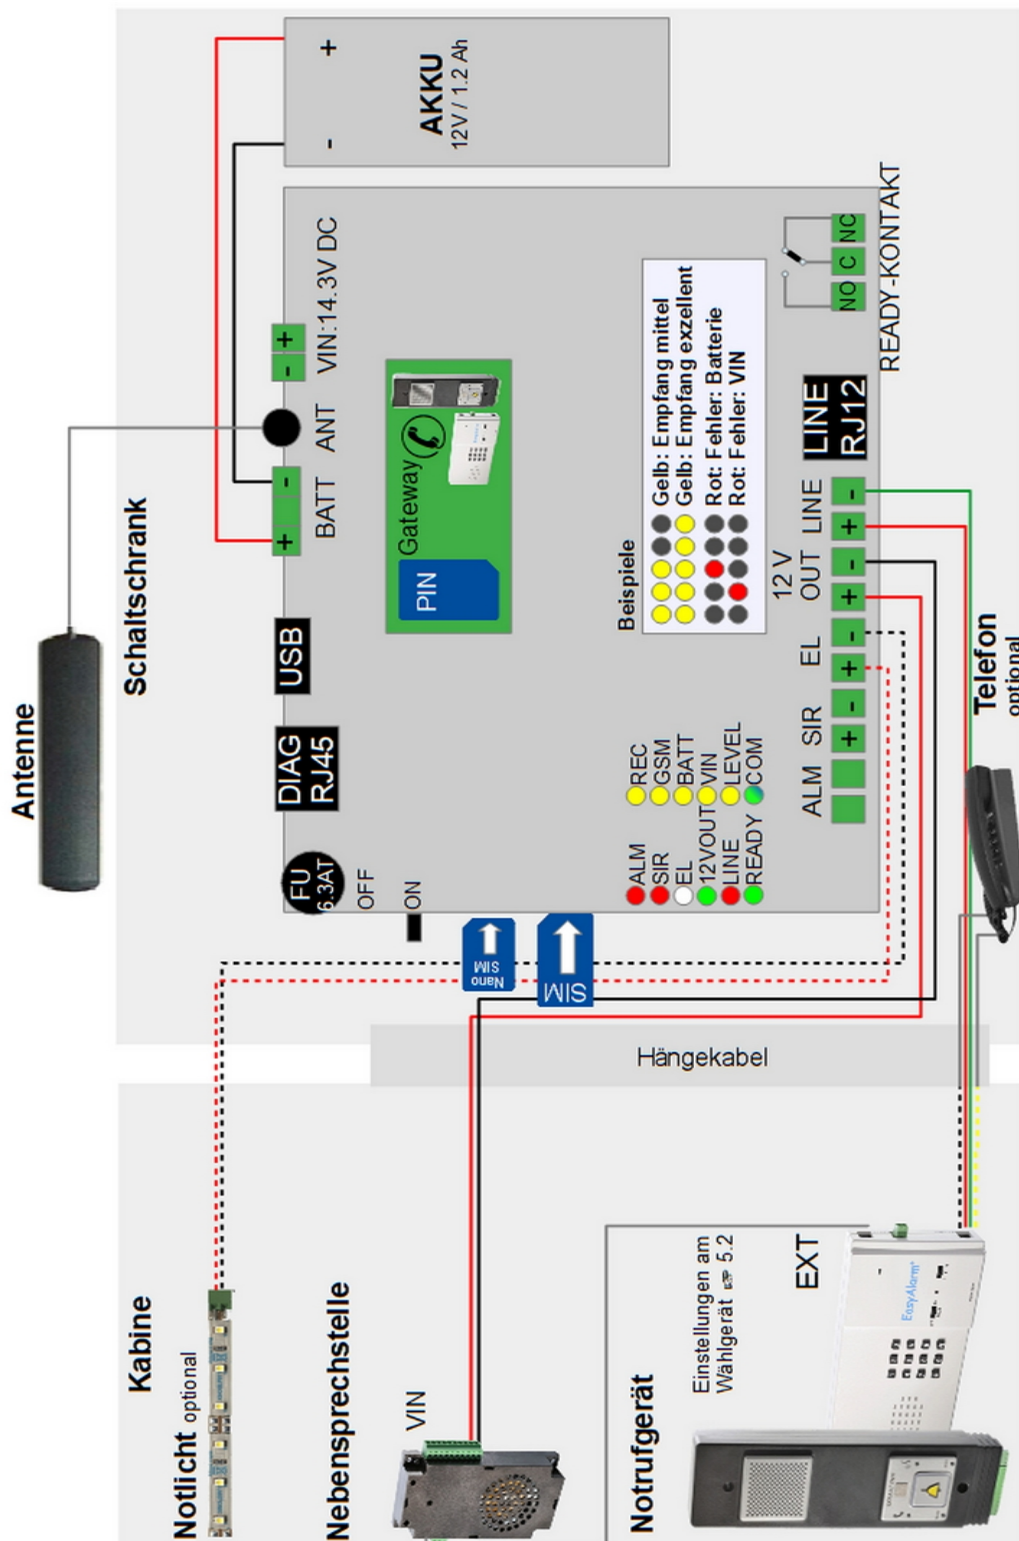 Antenne
Schaltschrank
AKKU
12V / 1.2 Ah
+
-
FU
6.3AT
DIAG
RJ45
USB
BATT
+
-
ANT
VIN:14.3V DC
-
+
OFF
ON
Nano
SIM
SIM
PIN
Gateway
Beispiele
Gelb: Empfang mittel
Gelb: Empfang exzellent
Rot: Fehler: Batterie
Rot: Fehler: VIN
ALM
SIR
EL
12VOUT
LINE
READY
REC
GSM
BATT
VIN
LEVEL
COM
ALM
SIR
+
-
EL
+
-
12 V
OUT
+
-
LINE
+
-
LINE
RJ12
NO
C
NC
READY-KONTAKT
Telefon
optional
Hängekabel
Kabine
Notlicht optional
Nebensprechstelle
VIN
Notrufgerät
Einstellungen am
Wählgerät ☞ 5.2
EXT
EasyAlarm